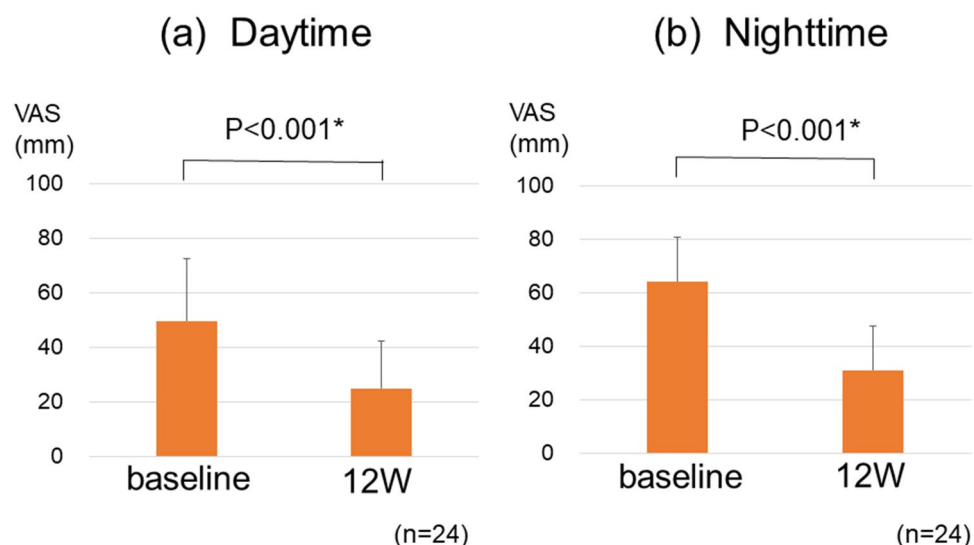 (a) Daytime
VAS
(mm)
P<0.001*
100
80
60
40
20
0
baseline 12W
(n=24)
(b) Nighttime
VAS
(mm)
P<0.001*
100
80
60
40
20
0
baseline 12W
(n=24)